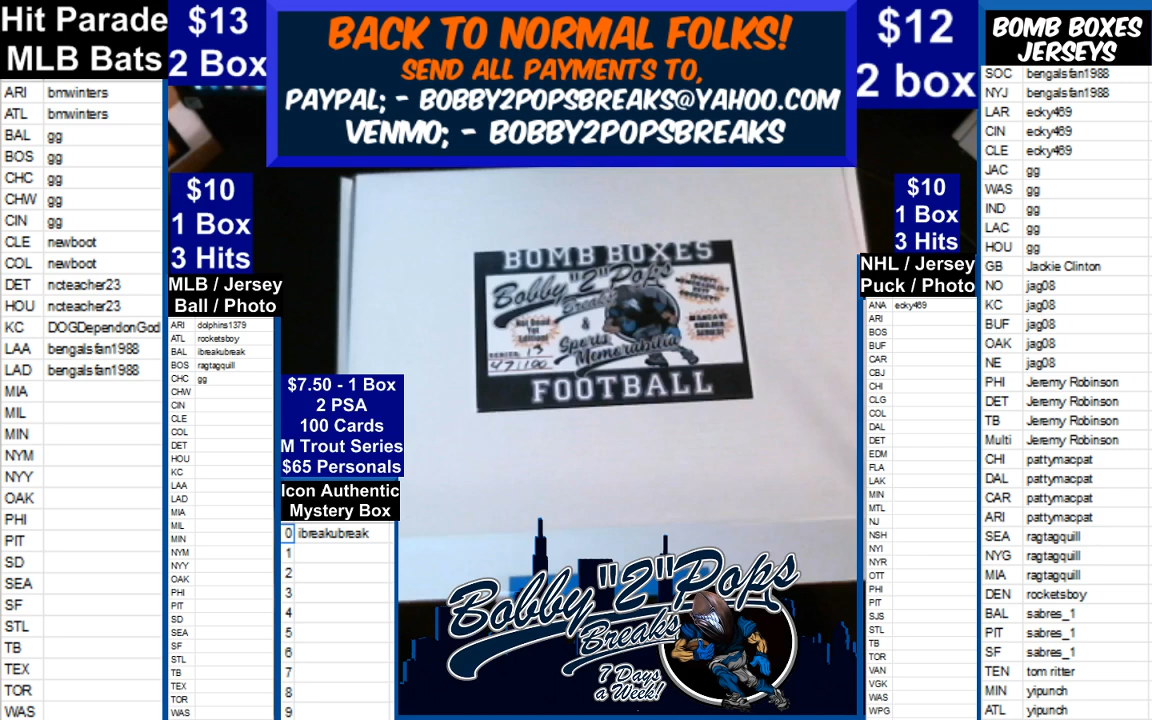 Hit Parade
MLB Bats
ARI bmwinters
ATL bmwinters
BAL gg
BOS gg
CHC gg
CHW gg
CIN gg
CLE newboot
COL newboot
DET ncteacher23
HOU ncteacher23
KC DOGDependonGod
LAA bengalsfan1988
LAD bengalsfan1988
MIA
MIL
MIN
NYM
NYY
OAK
PHI
PIT
SD
SEA
SF
STL
TB
TEX
TOR
WAS
$13
2 Box
$10
1 Box
3 Hits
MLB / Jersey
Ball / Photo
ARI dolphins1379
ATL rocketsboy
BAL ibreakubreak
BOS ragtagquill
CHC gg
CHW
CIN
CLE
COL
DET
HOU
KC
LAA
LAD
MIA
MIL
MIN
NYM
NYY
OAK
PHI
PIT
SD
SEA
SF
STL
TB
TEX
TOR
WAS
$7.50 - 1 Box
2 PSA
100 Cards
M Trout Series
$65 Personals
Icon Authentic
Mystery Box
0 ibreakubreak
1
2
3
4
5
6
7
8
9
BACK TO NORMAL FOLKS!
SEND ALL PAYMENTS TO,
PAYPAL; - BOBBY2POPSBREAKS@YAHOO.COM
VENMO; - BOBBY2POPSBREAKS
BOMB BOXES
Bobby "2" Pops
Breaks
&
Sports
Memorabilia
SERIES 13
47/100
FOOTBALL
Bobby "2" Pops
Breaks
7 Days
a Week!
$12
2 box
$10
1 Box
3 Hits
NHL / Jersey
Puck / Photo
ANA ecky469
ARI
BOS
BUF
CAR
CBJ
CHI
CLG
COL
DAL
DET
EDM
FLA
LAK
MIN
MTL
NJ
NSH
NYI
NYR
OTT
PHI
PIT
SJS
STL
TB
TOR
VAN
VGK
WAS
WPG
BOMB BOXES
JERSEYS
SOC bengalsfan1988
NYJ bengalsfan1988
LAR ecky469
CIN ecky469
CLE ecky469
JAC gg
WAS gg
IND gg
LAC gg
HOU gg
GB Jackie Clinton
NO jag08
KC jag08
BUF jag08
OAK jag08
NE jag08
PHI Jeremy Robinson
DET Jeremy Robinson
TB Jeremy Robinson
Multi Jeremy Robinson
CHI pattymacpat
DAL pattymacpat
CAR pattymacpat
ARI pattymacpat
SEA ragtagquill
NYG ragtagquill
MIA ragtagquill
DEN rocketsboy
BAL sabres_1
PIT sabres_1
SF sabres_1
TEN tom ritter
MIN yipunch
ATL yipunch